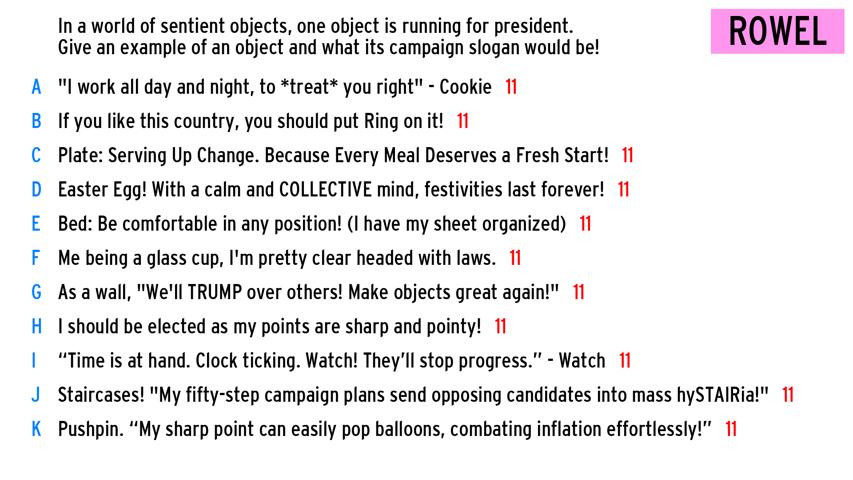 In a world of sentient objects, one object is running for president.
Give an example of an object and what its campaign slogan would be!
ROWEL
A "I work all day and night, to *treat* you right" - Cookie 11
B If you like this country, you should put Ring on it! 11
C Plate: Serving Up Change. Because Every Meal Deserves a Fresh Start! 11
D Easter Egg! With a calm and COLLECTIVE mind, festivities last forever! 11
E Bed: Be comfortable in any position! (I have my sheet organized) 11
F Me being a glass cup, I'm pretty clear headed with laws. 11
G As a wall, "We'll TRUMP over others! Make objects great again!" 11
H I should be elected as my points are sharp and pointy! 11
I “Time is at hand. Clock ticking. Watch! They’ll stop progress.” - Watch 11
J Staircases! "My fifty-step campaign plans send opposing candidates into mass hySTAIRia!" 11
K Pushpin. “My sharp point can easily pop balloons, combating inflation effortlessly!” 11